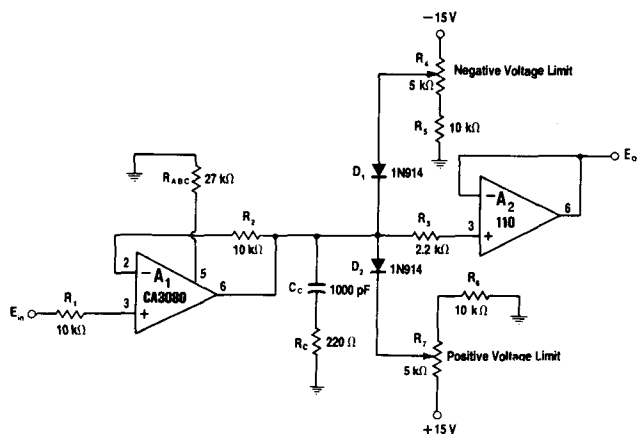 −15V
R4
5 kΩ
Negative Voltage Limit
R5
10 kΩ
D1
1N914
EO
RABC
27 kΩ
− A2
110
6
3
+
R2
10 kΩ
R3
2.2 kΩ
2
− A1
CA3080
5
6
3
+
Ein
R1
10 kΩ
CC
1000 pF
RC
220 Ω
D2
1N914
R6
10 kΩ
R7
5 kΩ
Positive Voltage Limit
+15V